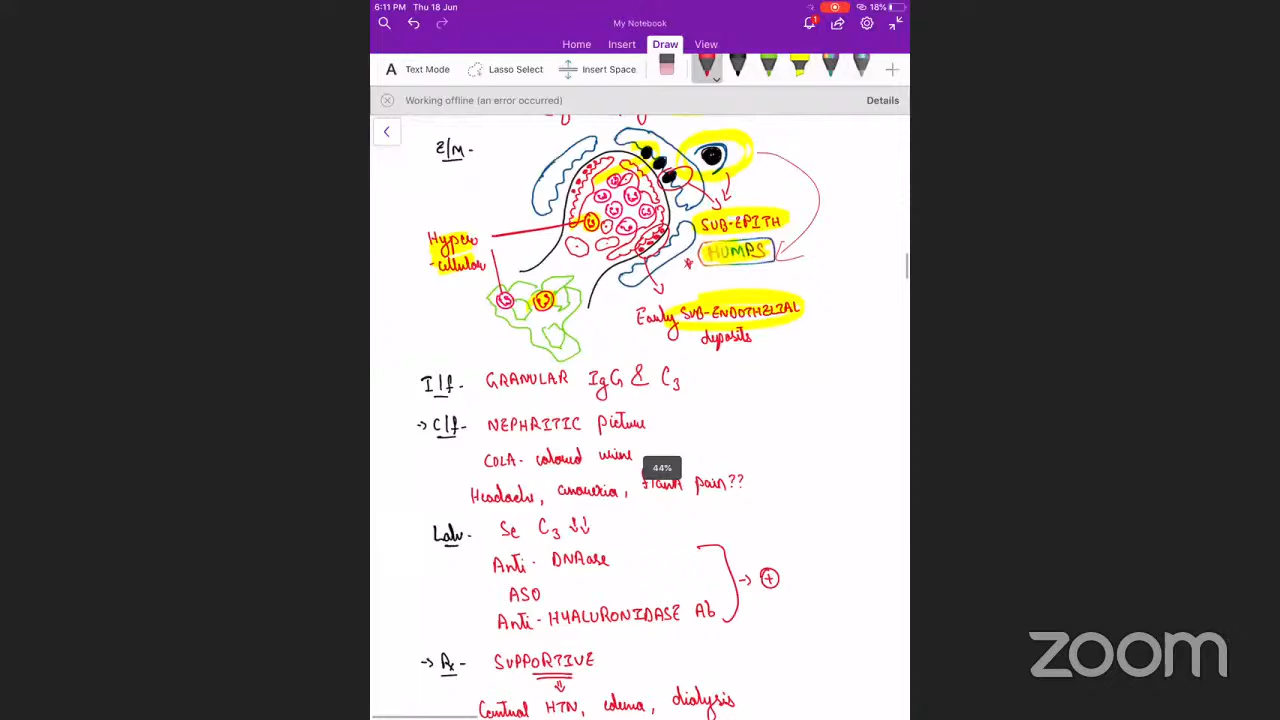 6:11 PM Thu 18 Jun
18%
My Notebook
Home Insert Draw View
A Text Mode Lasso Select Insert Space
Working offline (an error occurred) Details
E/M-
SUB-EPITH
HUMPS
Hyper
-cellular
Early SUB-ENDOTHELIAL
deposits
I/f - GRANULAR IgG & C3
→ C/f - NEPHRITIC picture
COLA- coloured urine
44%
Headache, anorexia, flank pain??
Lab- Se C3 ↓↓
Anti- DNAase
ASO
→ +
Anti- HYALURONIDASE Ab
→ Rx - SUPPORTIVE
Control HTN, edema, dialysis
zoom